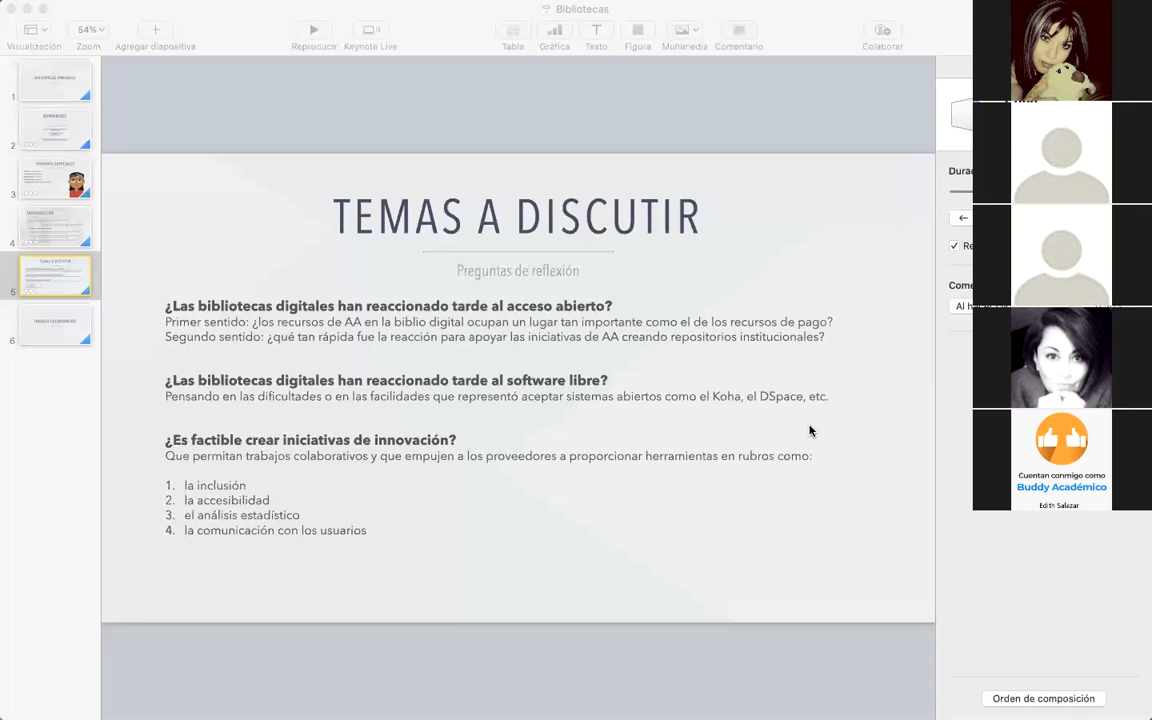 Bibliotecas
54%
Visualización
Zoom
Agregar diapositiva
Reproducir
Keynote Live
Tabla
Gráfica
Texto
Figura
Multimedia
Comentario
Colaborar
1
2
3
4
5
6
TEMAS A DISCUTIR
Preguntas de reflexión
¿Las bibliotecas digitales han reaccionado tarde al acceso abierto?
Primer sentido: ¿los recursos de AA en la biblio digital ocupan un lugar tan importante como el de los recursos de pago?
Segundo sentido: ¿qué tan rápida fue la reacción para apoyar las iniciativas de AA creando repositorios institucionales?
¿Las bibliotecas digitales han reaccionado tarde al software libre?
Pensando en las dificultades o en las facilidades que representó aceptar sistemas abiertos como el Koha, el DSpace, etc.
¿Es factible crear iniciativas de innovación?
Que permitan trabajos colaborativos y que empujen a los proveedores a proporcionar herramientas en rubros como:
1. la inclusión
2. la accesibilidad
3. el análisis estadístico
4. la comunicación con los usuarios
Cuentan conmigo como
Buddy Académico
Edith Salazar
Orden de composición